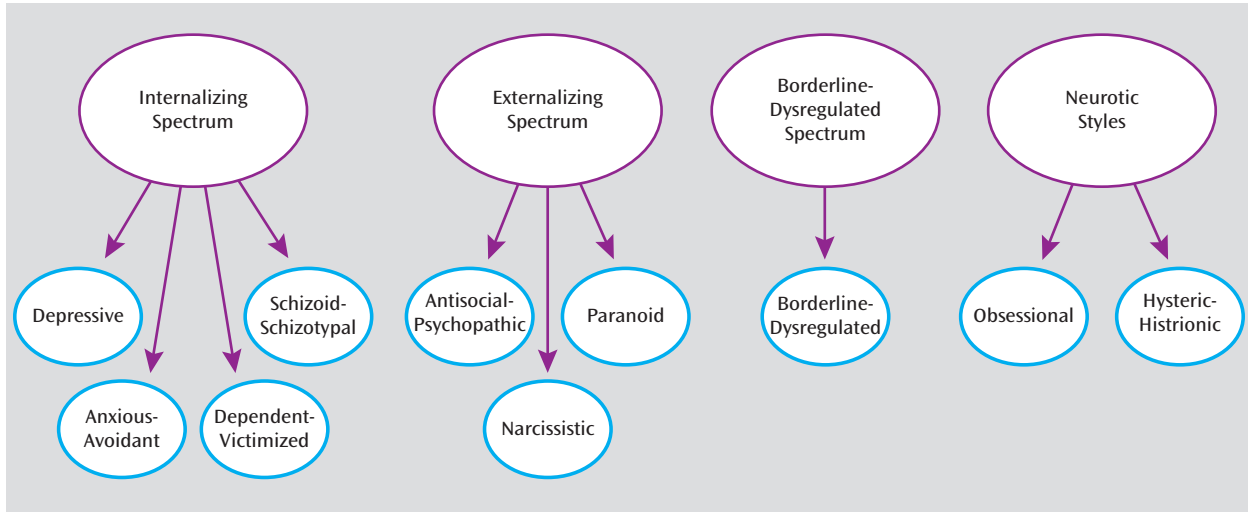 Internalizing
Spectrum
Externalizing
Spectrum
Borderline-
Dysregulated
Spectrum
Neurotic
Styles
Depressive
Schizoid-
Schizotypal
Antisocial-
Psychopathic
Paranoid
Borderline-
Dysregulated
Obsessional
Hysteric-
Histrionic
Anxious-
Avoidant
Dependent-
Victimized
Narcissistic